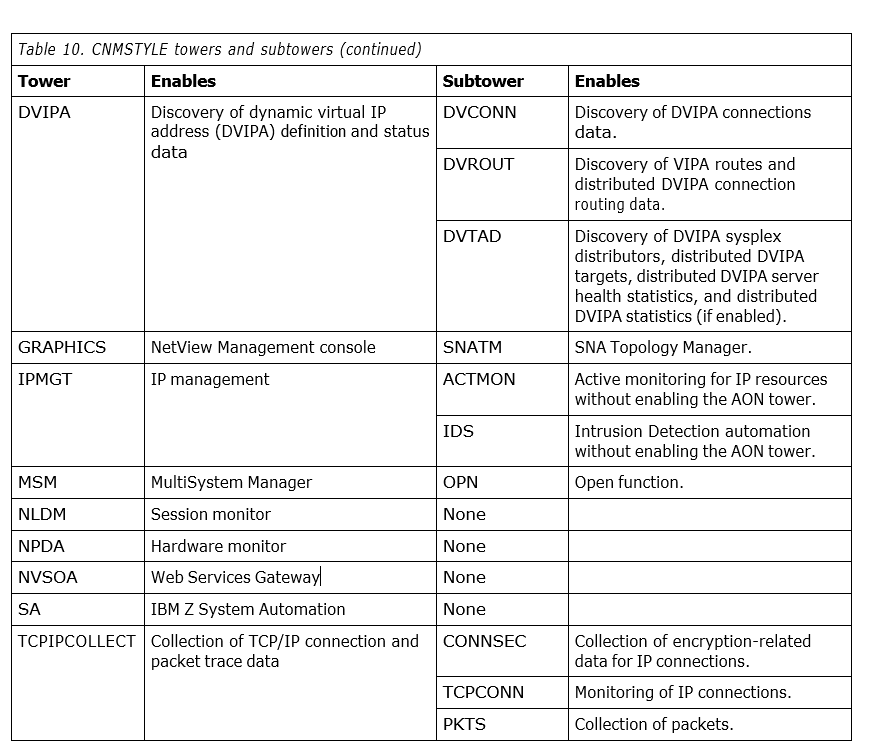 Table 10. CNMSTYLE towers and subtowers (continued)
Tower Enables Subtower Enables
DVIPA Discovery of dynamic virtual IP address (DVIPA) definition and status data
DVCONN Discovery of DVIPA connections data.
DVROUT Discovery of VIPA routes and distributed DVIPA connection routing data.
DVTAD Discovery of DVIPA sysplex distributors, distributed DVIPA targets, distributed DVIPA server health statistics, and distributed DVIPA statistics (if enabled).
GRAPHICS NetView Management console SNATM SNA Topology Manager.
IPMGT IP management ACTMON Active monitoring for IP resources without enabling the AON tower.
IDS Intrusion Detection automation without enabling the AON tower.
MSM MultiSystem Manager OPN Open function.
NLDM Session monitor None
NPDA Hardware monitor None
NVSOA Web Services Gateway None
SA IBM Z System Automation None
TCPIPCOLLECT Collection of TCP/IP connection and packet trace data
CONNSEC Collection of encryption-related data for IP connections.
TCPCONN Monitoring of IP connections.
PKTS Collection of packets.